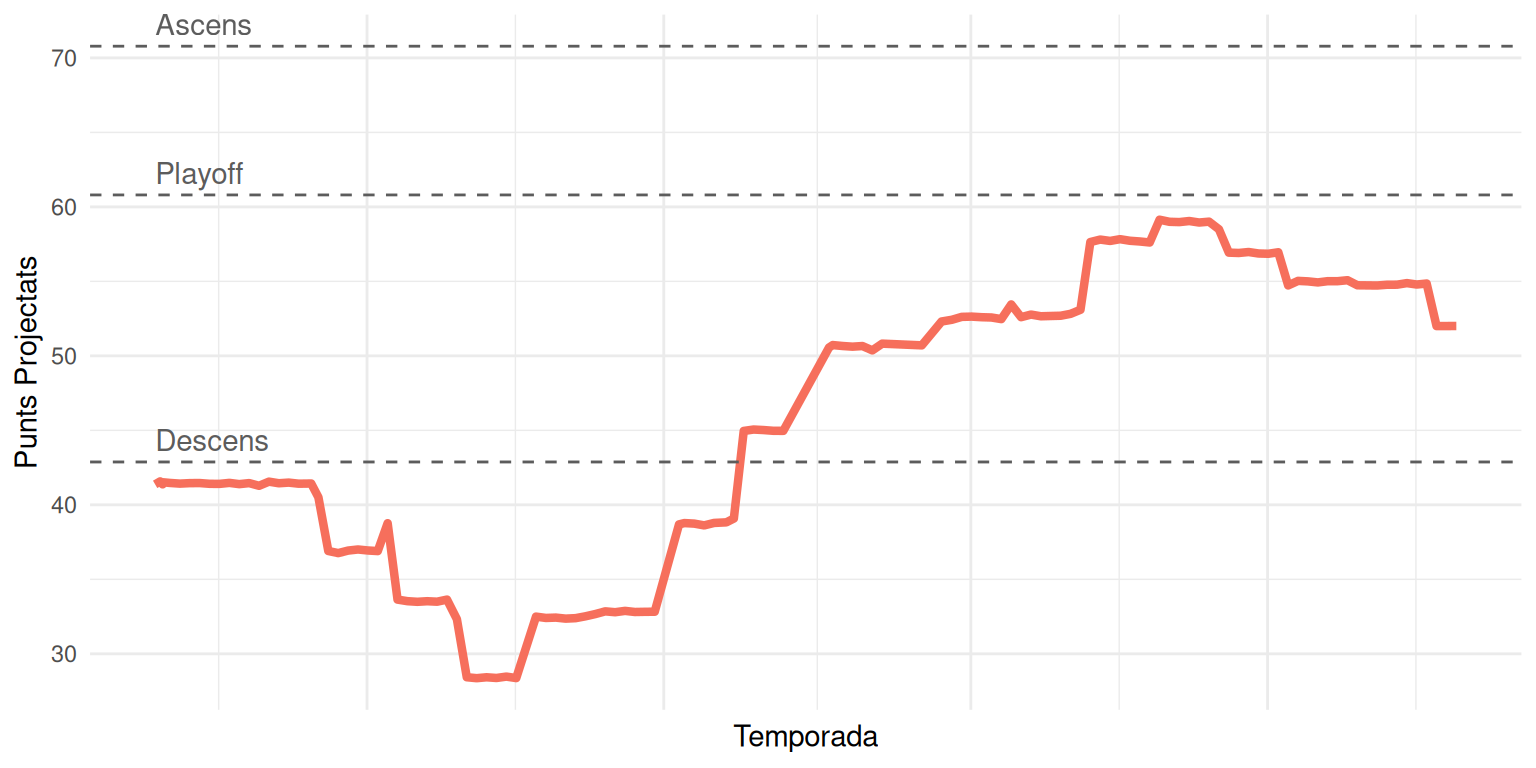 Ascens
70
Playoff
60
50
Descens
40
30
Punts Projectats
Temporada